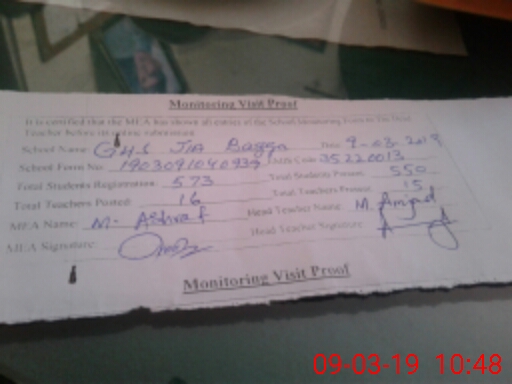 Monitoring Visit Proof
It is certified that the MEA has shown all entries of the School Monitoring Form to the Head
Teacher before its online submission.
School Name: GHS JIA Bagga Date: 9-03-2019
School Form No. 1903091040939 EMIS Code: 35220013
Total Students Registration: 573 Total Students Present: 550
Total Teachers Posted: 16 Total Teachers Present: 15
MEA Name: M. Ashraf Head Teacher Name: M. Amjad
MEA Signature: Head Teacher Signature:
Monitoring Visit Proof
09-03-19 10:48